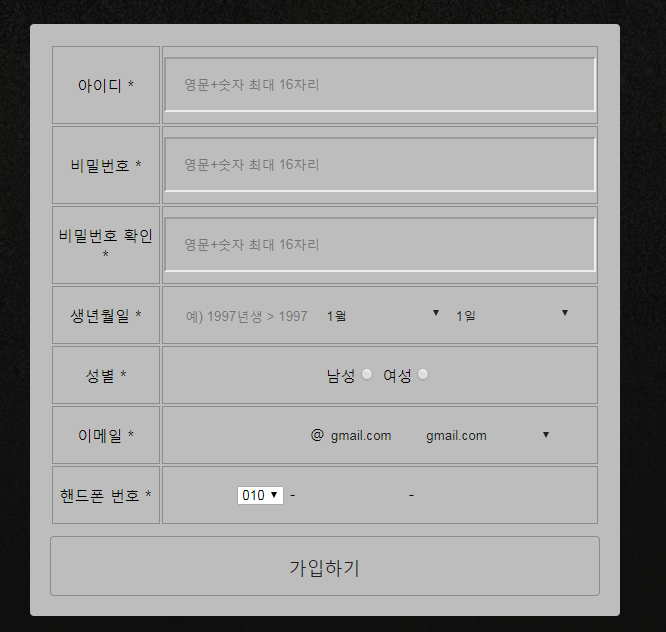 아이디 * 영문+숫자 최대 16자리
비밀번호 * 영문+숫자 최대 16자리
비밀번호 확인
* 영문+숫자 최대 16자리
생년월일 * 예) 1997년생 > 1997 1월 1일
성별 * 남성 여성
이메일 * @ gmail.com gmail.com
핸드폰 번호 * 010 - -
가입하기